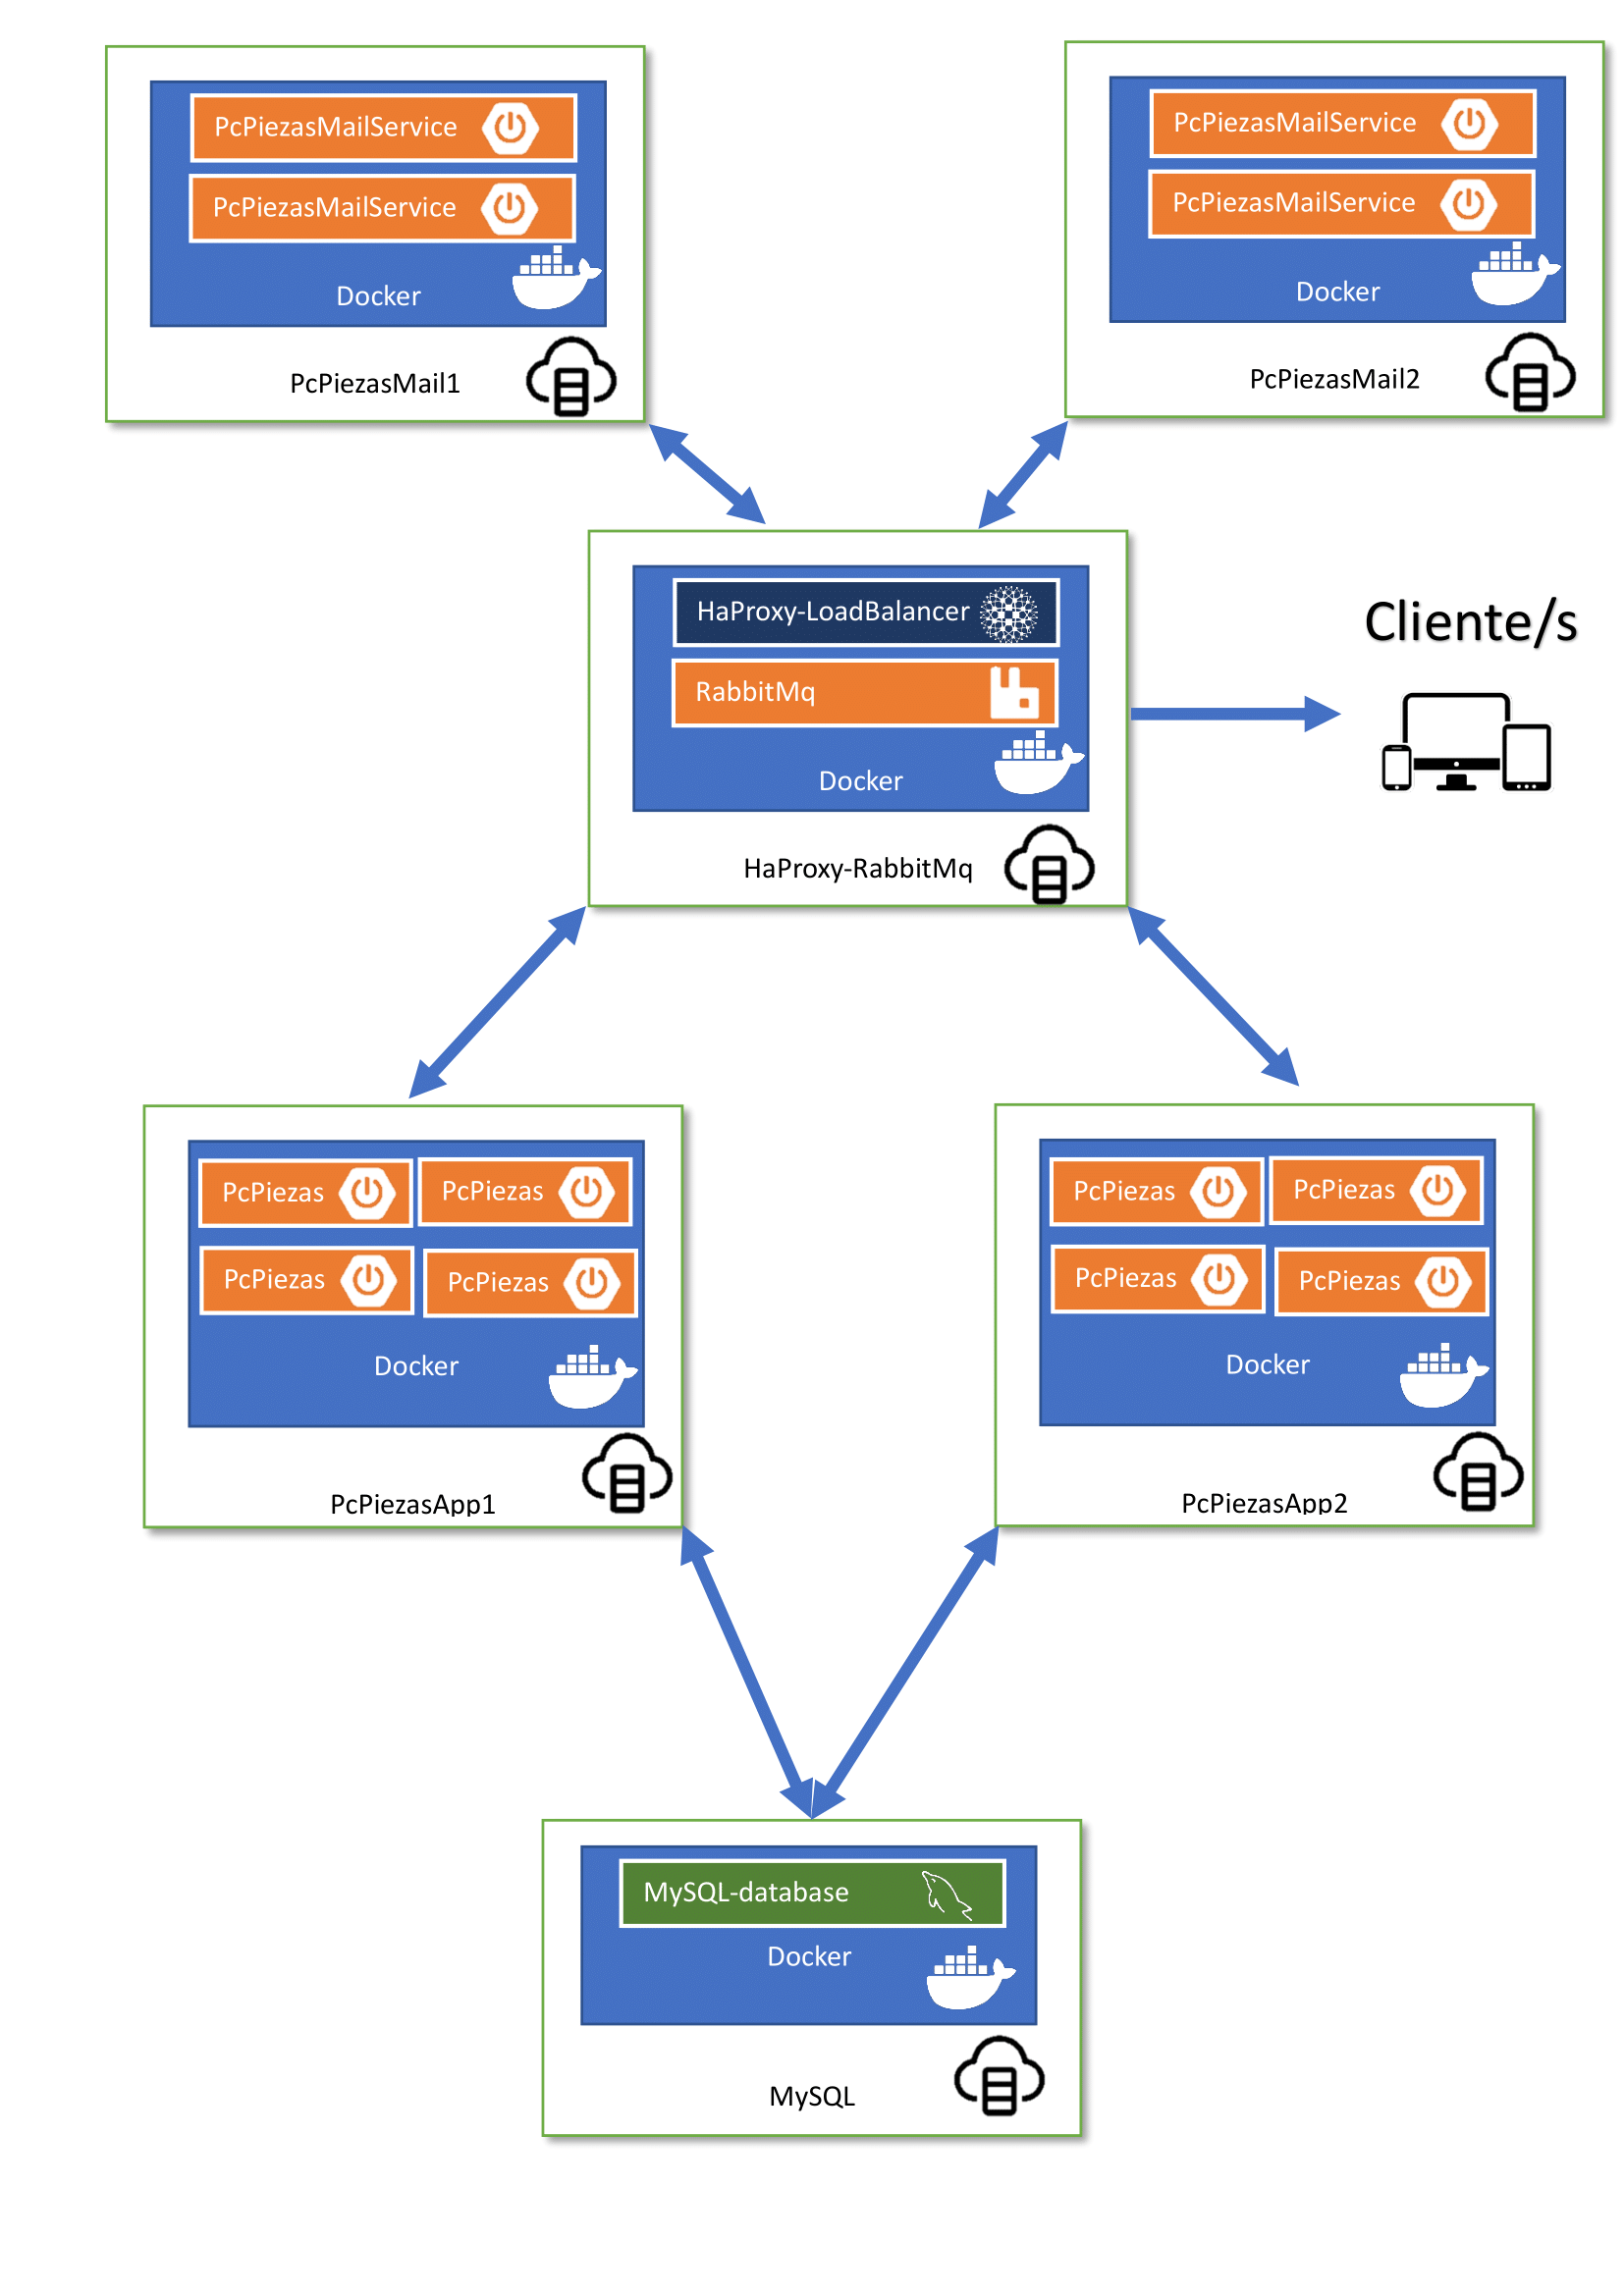 PcPiezasMailService
PcPiezasMailService
Docker
PcPiezasMail1
PcPiezasMailService
PcPiezasMailService
Docker
PcPiezasMail2
HaProxy-LoadBalancer
RabbitMq
Docker
HaProxy-RabbitMq
Cliente/s
PcPiezas
PcPiezas
PcPiezas
PcPiezas
Docker
PcPiezasApp1
PcPiezas
PcPiezas
PcPiezas
PcPiezas
Docker
PcPiezasApp2
MySQL-database
Docker
MySQL